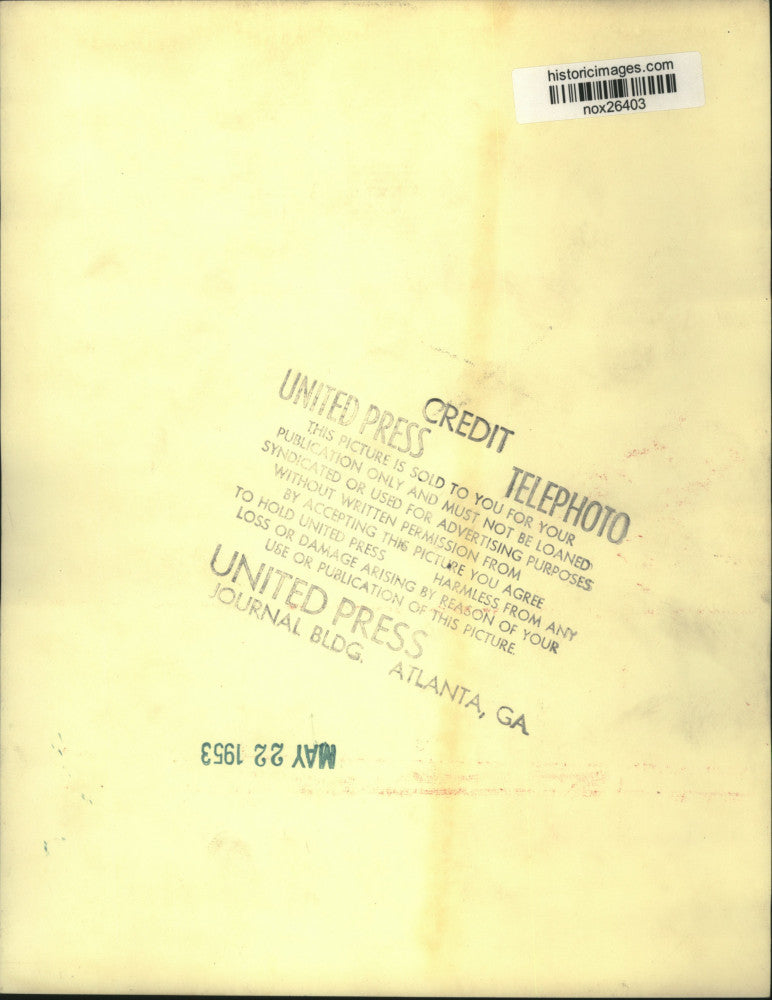 historicimages.com
nox26403
CREDIT
UNITED PRESS TELEPHOTO
THIS PICTURE IS SOLD TO YOU FOR YOUR
PUBLICATION ONLY AND MUST NOT BE LOANED
SYNDICATED OR USED FOR ADVERTISING PURPOSES
WITHOUT WRITTEN PERMISSION FROM
BY ACCEPTING THIS PICTURE YOU AGREE
TO HOLD UNITED PRESS HARMLESS FROM ANY
LOSS OR DAMAGE ARISING BY REASON OF YOUR
USE OR PUBLICATION OF THIS PICTURE.
UNITED PRESS
JOURNAL BLDG. ATLANTA, GA
MAY 22 1953